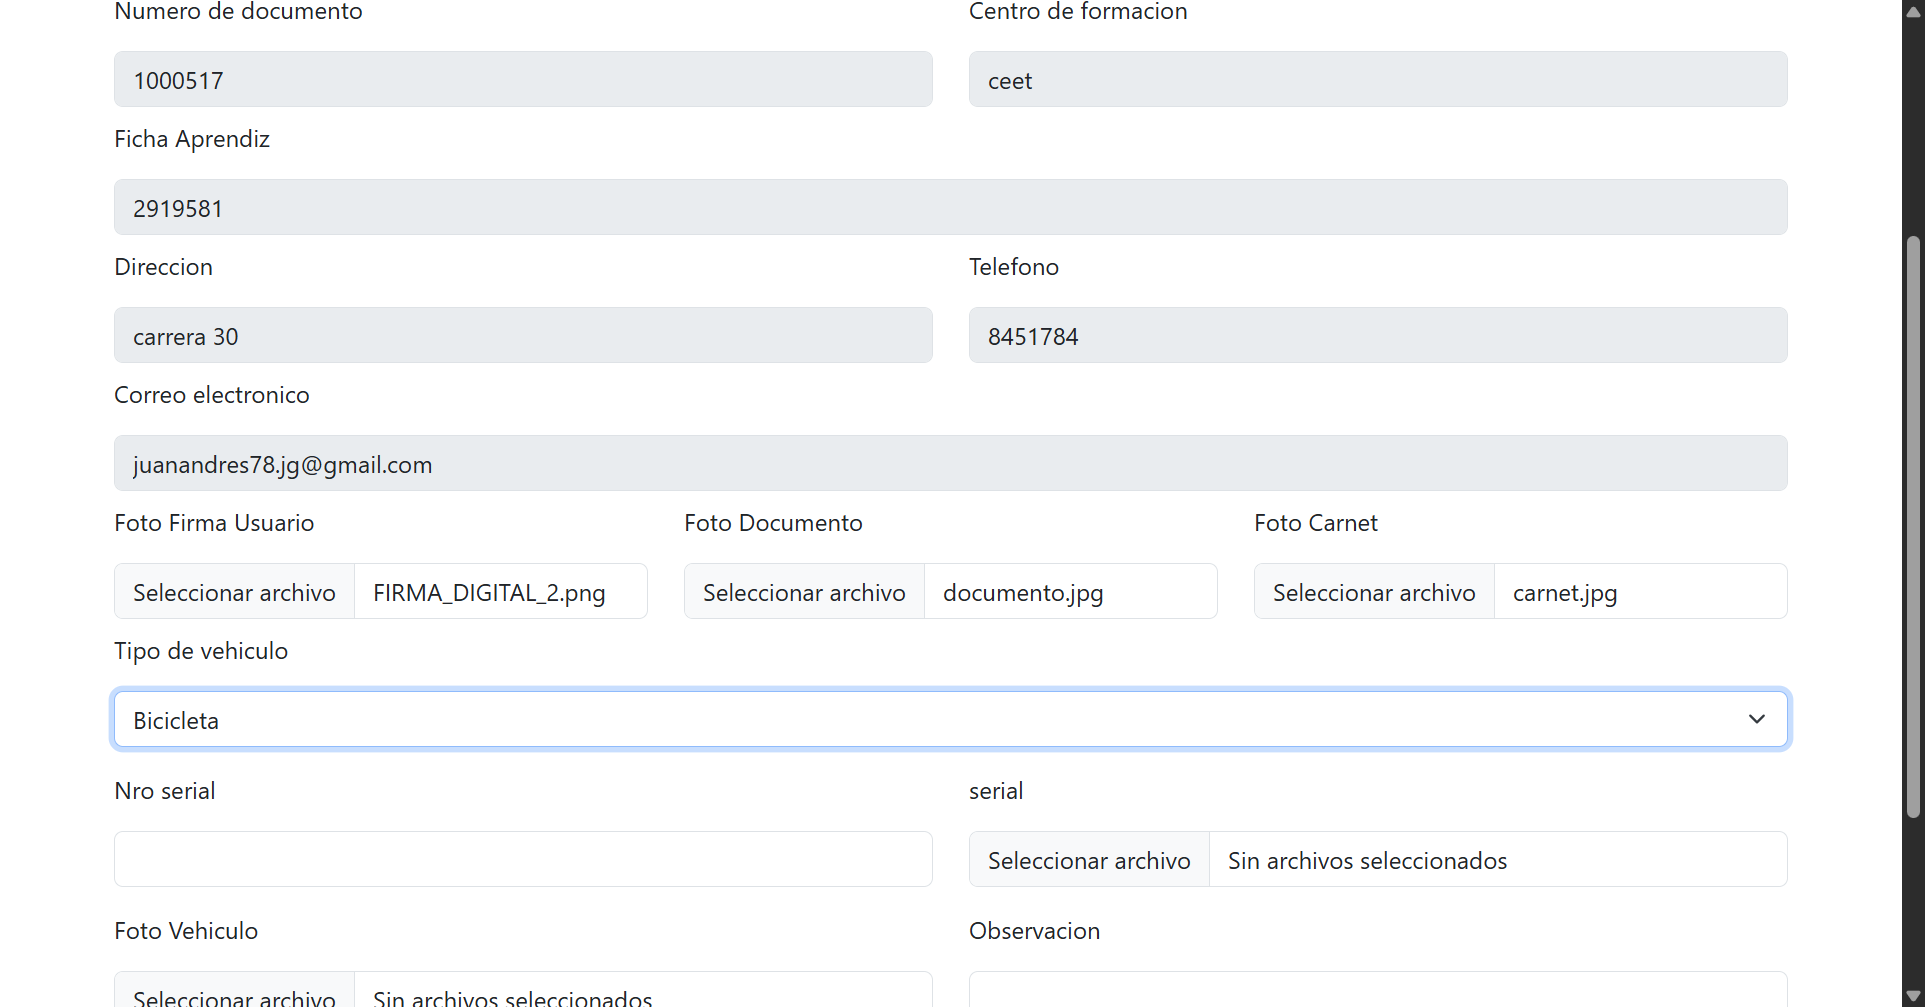 Numero de documento
Centro de formacion
1000517
ceet
Ficha Aprendiz
2919581
Direccion
Telefono
carrera 30
8451784
Correo electronico
juanandres78.jg@gmail.com
Foto Firma Usuario
Foto Documento
Foto Carnet
Seleccionar archivo FIRMA_DIGITAL_2.png
Seleccionar archivo documento.jpg
Seleccionar archivo carnet.jpg
Tipo de vehiculo
Bicicleta
Nro serial
serial
Seleccionar archivo Sin archivos seleccionados
Foto Vehiculo
Observacion
Seleccionar archivo Sin archivos seleccionados